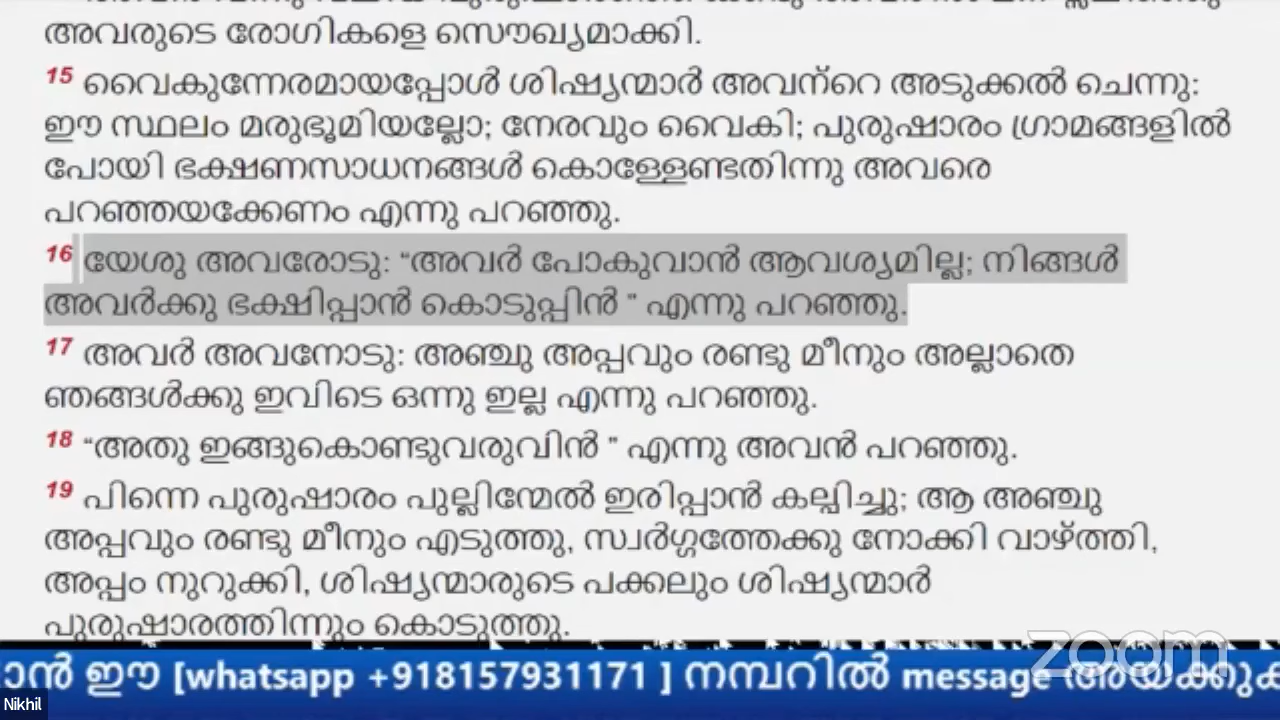 അവരുടെ രോഗികളെ സൌഖ്യമാക്കി.
15 വൈകുന്നേരമായപ്പോൾ ശിഷ്യന്മാർ അവന്റെ അടുക്കൽ ചെന്നു:
ഈ സ്ഥലം മരുഭൂമിയല്ലോ; നേരവും വൈകി; പുരുഷാരം ഗ്രാമങ്ങളിൽ
പോയി ഭക്ഷണസാധനങ്ങൾ കൊള്ളേണ്ടതിന്നു അവരെ
പറഞ്ഞയക്കേണം എന്നു പറഞ്ഞു.
16 യേശു അവരോടു: “അവർ പോകുവാൻ ആവശ്യമില്ല; നിങ്ങൾ
അവർക്കു ഭക്ഷിപ്പാൻ കൊടുപ്പിൻ ” എന്നു പറഞ്ഞു.
17 അവർ അവനോടു: അഞ്ചു അപ്പവും രണ്ടു മീനും അല്ലാതെ
ഞങ്ങൾക്കു ഇവിടെ ഒന്നു ഇല്ല എന്നു പറഞ്ഞു.
18 “അതു ഇങ്ങുകൊണ്ടുവരുവിൻ ” എന്നു അവൻ പറഞ്ഞു.
19 പിന്നെ പുരുഷാരം പുല്ലിന്മേൽ ഇരിപ്പാൻ കല്പിച്ചു; ആ അഞ്ചു
അപ്പവും രണ്ടു മീനും എടുത്തു, സ്വർഗ്ഗത്തേക്കു നോക്കി വാഴ്ത്തി,
അപ്പം നുറുക്കി, ശിഷ്യന്മാരുടെ പക്കലും ശിഷ്യന്മാർ
പുരുഷാരത്തിന്നും കൊടുത്തു.
zoom
ഈ [whatsapp +918157931171 ] നമ്പറിൽ message അയക്കുക
Nikhil